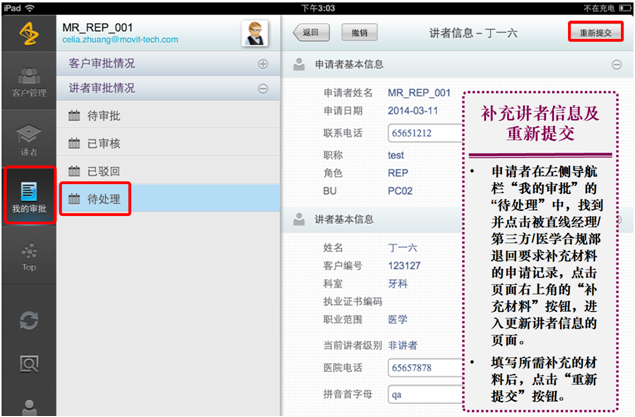 iPad 下午3:03 不在充电
MR_REP_001
celia.zhuang@movit-tech.com
返回 撤销 讲者信息 – 丁一六 重新提交
客户审批情况
讲者审批情况
待审批
已审核
已驳回
待处理
客户管理
讲者
我的审批
Top
申请者基本信息
申请者姓名 MR_REP_001
申请日期 2014-03-11
联系电话 65651212
职称 test
角色 REP
BU PC02
讲者基本信息
姓名 丁一六
客户编号 123127
科室 牙科
执业证书编码
职业范围 医学
当前讲者级别 非讲者
医院电话 65657878
拼音首字母 qa
补充讲者信息及
重新提交
• 申请者在左侧导航
栏“我的审批”的
“待处理”中，找到
并点击被直线经理/
第三方/医学合规部
退回要求补充材料
的申请记录，点击
页面右上角的“补
充材料”按钮，进
入更新讲者信息的
页面。
• 填写所需补充的材
料后，点击“重新
提交”按钮。